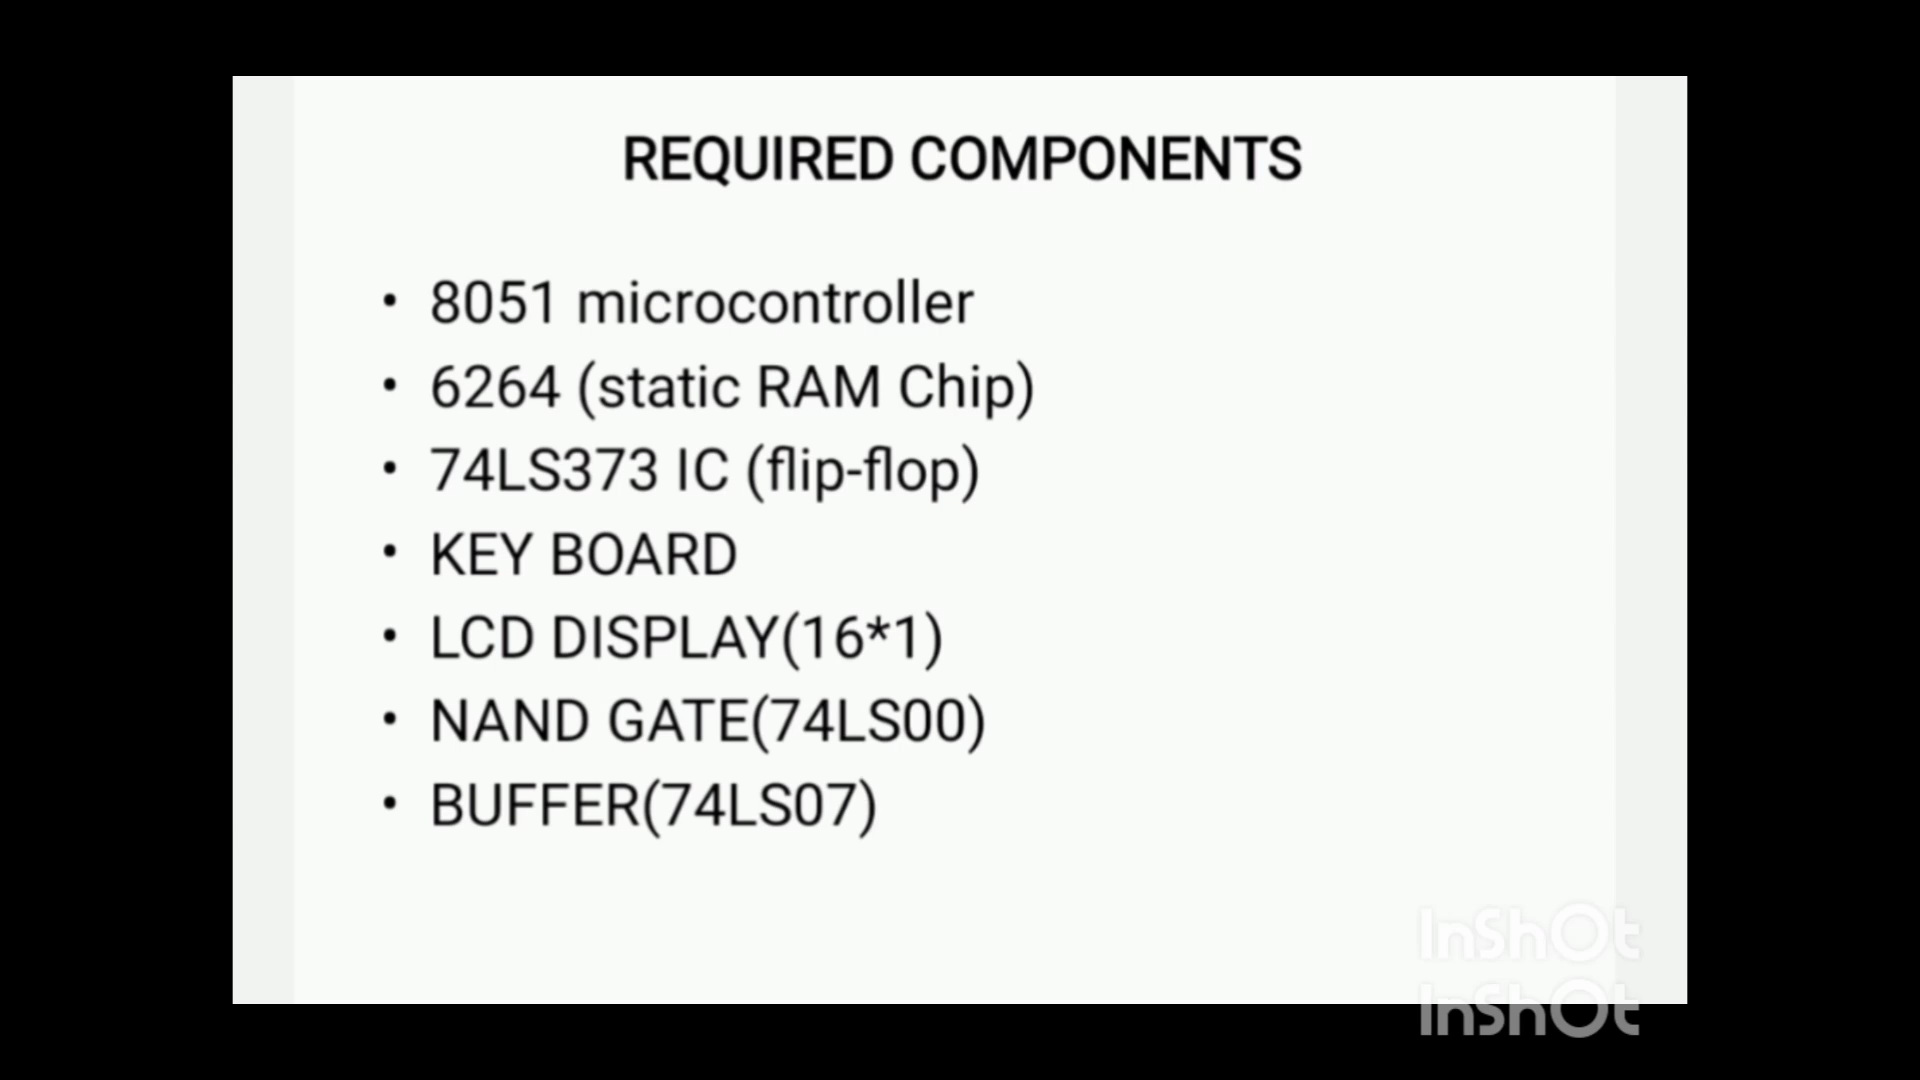 REQUIRED COMPONENTS
• 8051 microcontroller
• 6264 (static RAM Chip)
• 74LS373 IC (flip-flop)
• KEY BOARD
• LCD DISPLAY(16*1)
• NAND GATE(74LS00)
• BUFFER(74LS07)
InShOt
InShOt